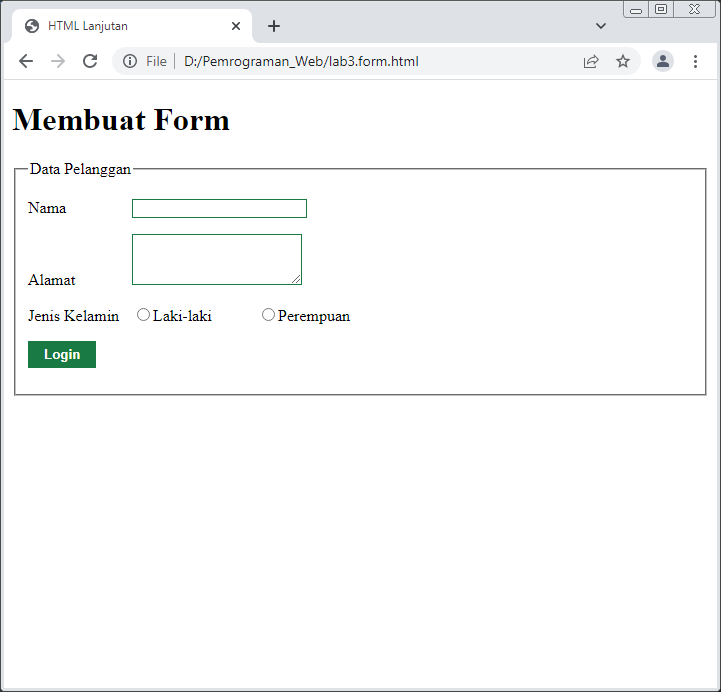 HTML Lanjutan
File
D:/Pemrograman_Web/lab3.form.html
Membuat Form
Data Pelanggan
Nama
Alamat
Jenis Kelamin Laki-laki Perempuan
Login